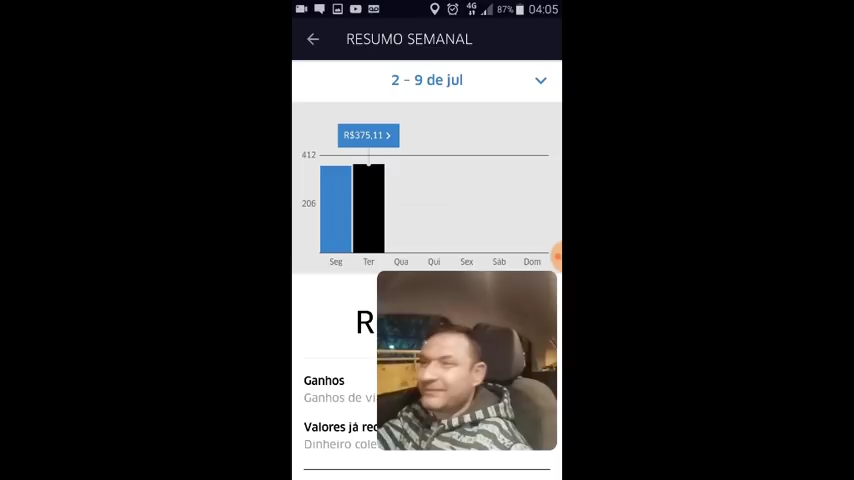 4G 87% 04:05
RESUMO SEMANAL
2 – 9 de jul
R$375,11 >
412
206
Seg Ter Qua Qui Sex Sáb Dom
R
Ganhos
Ganhos de vi
Valores já rec
Dinheiro cole